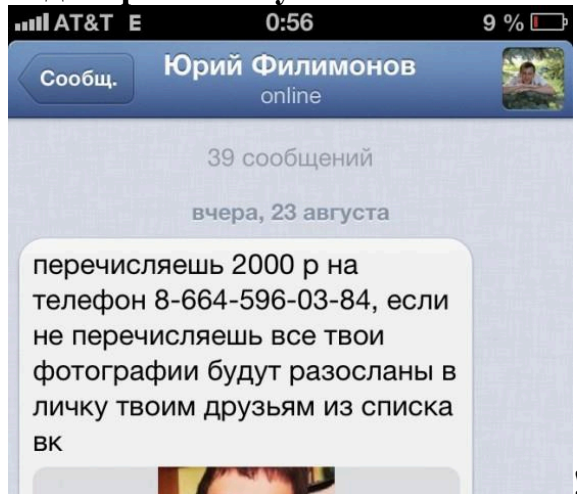 AT&T E 0:56 9 %
Сообщ. Юрий Филимонов
online
39 сообщений
вчера, 23 августа
перечисляешь 2000 р на
телефон 8-664-596-03-84, если
не перечисляешь все твои
фотографии будут разосланы в
личку твоим друзьям из списка
вк